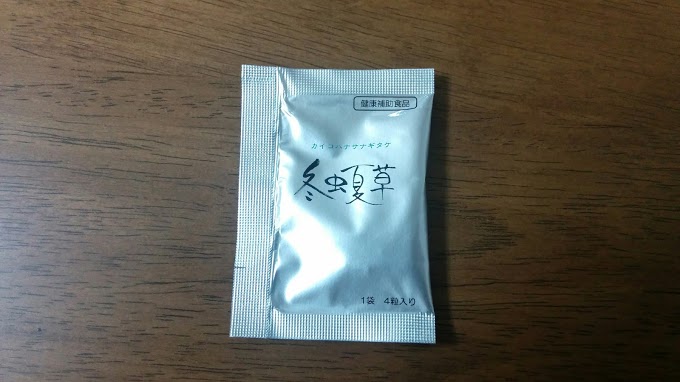 健康補助食品
カイコハナサナギタケ
冬虫夏草
1袋 4粒入り